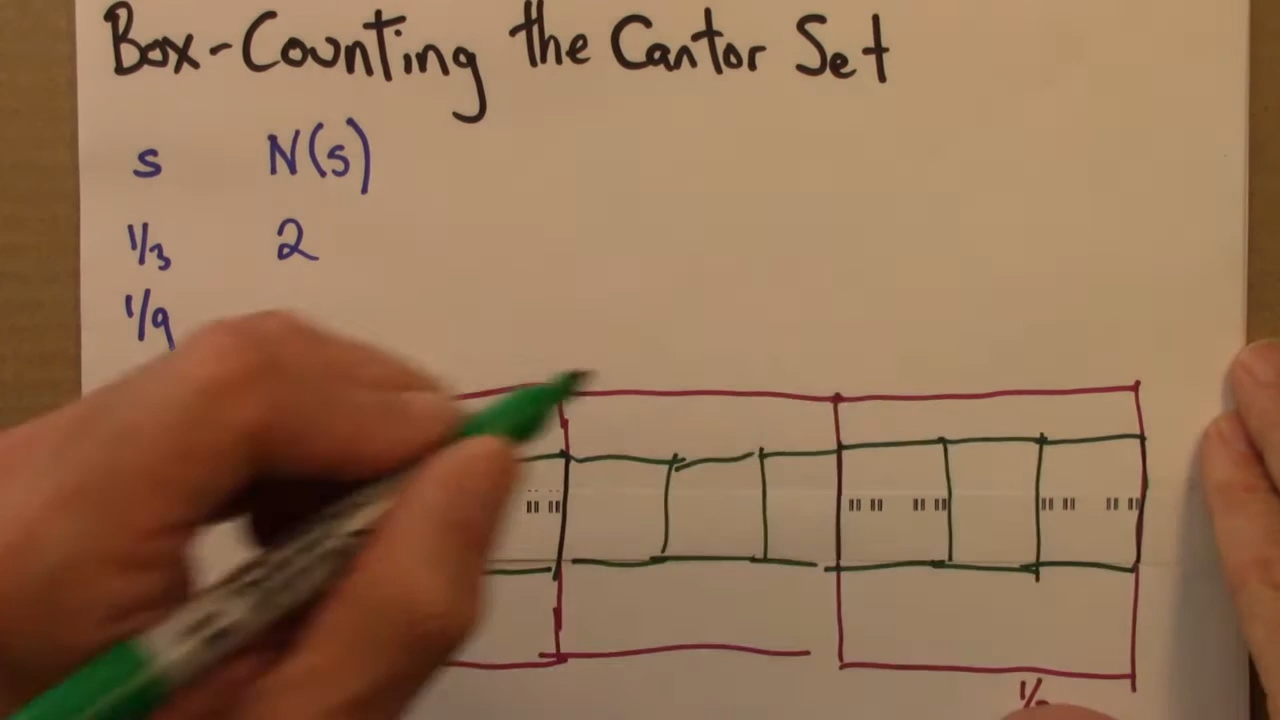 Box-Counting the Cantor Set
s N(s)
1/3 2
1/9